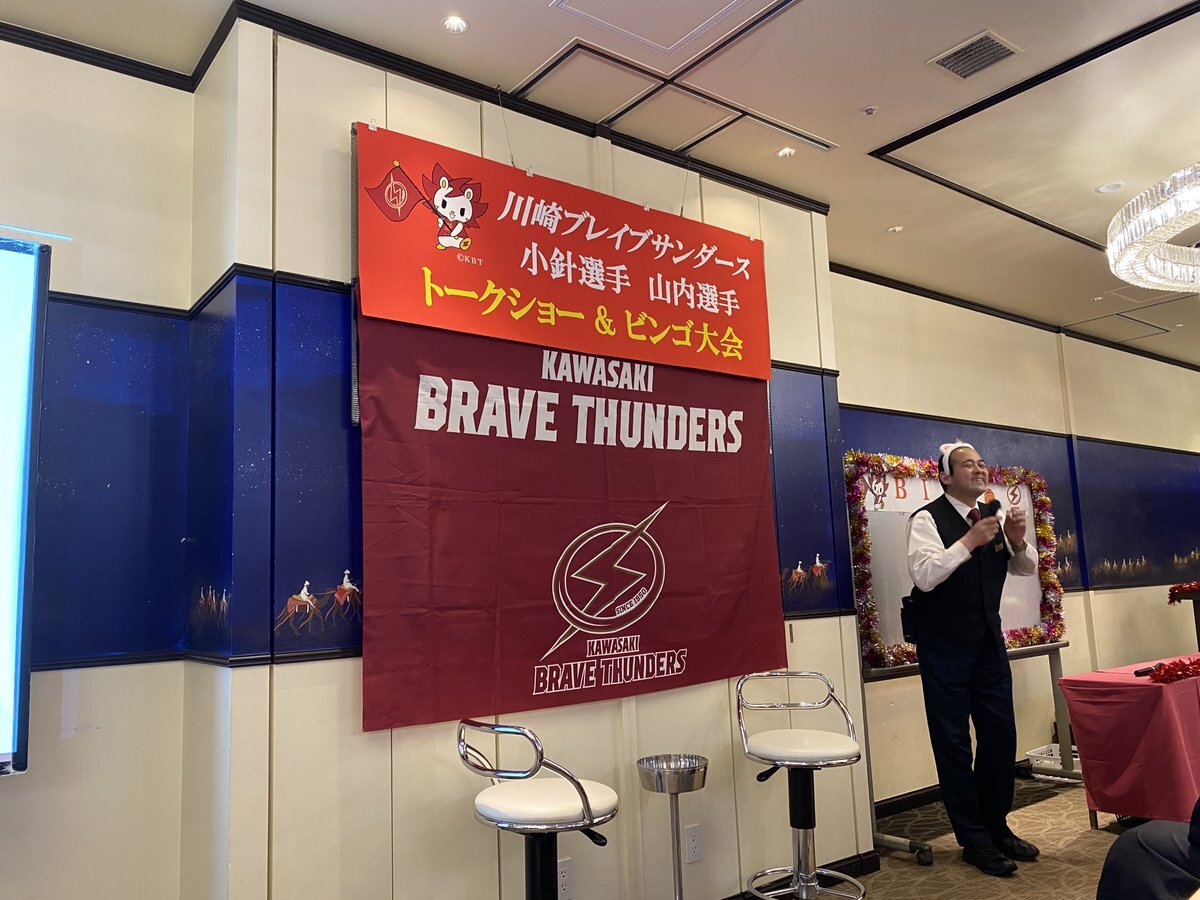 ©KBT
川崎ブレイブサンダース
小針選手 山内選手
トークショー & ビンゴ大会
KAWASAKI
BRAVE THUNDERS
SINCE 1950
KAWASAKI
BRAVE THUNDERS
BI